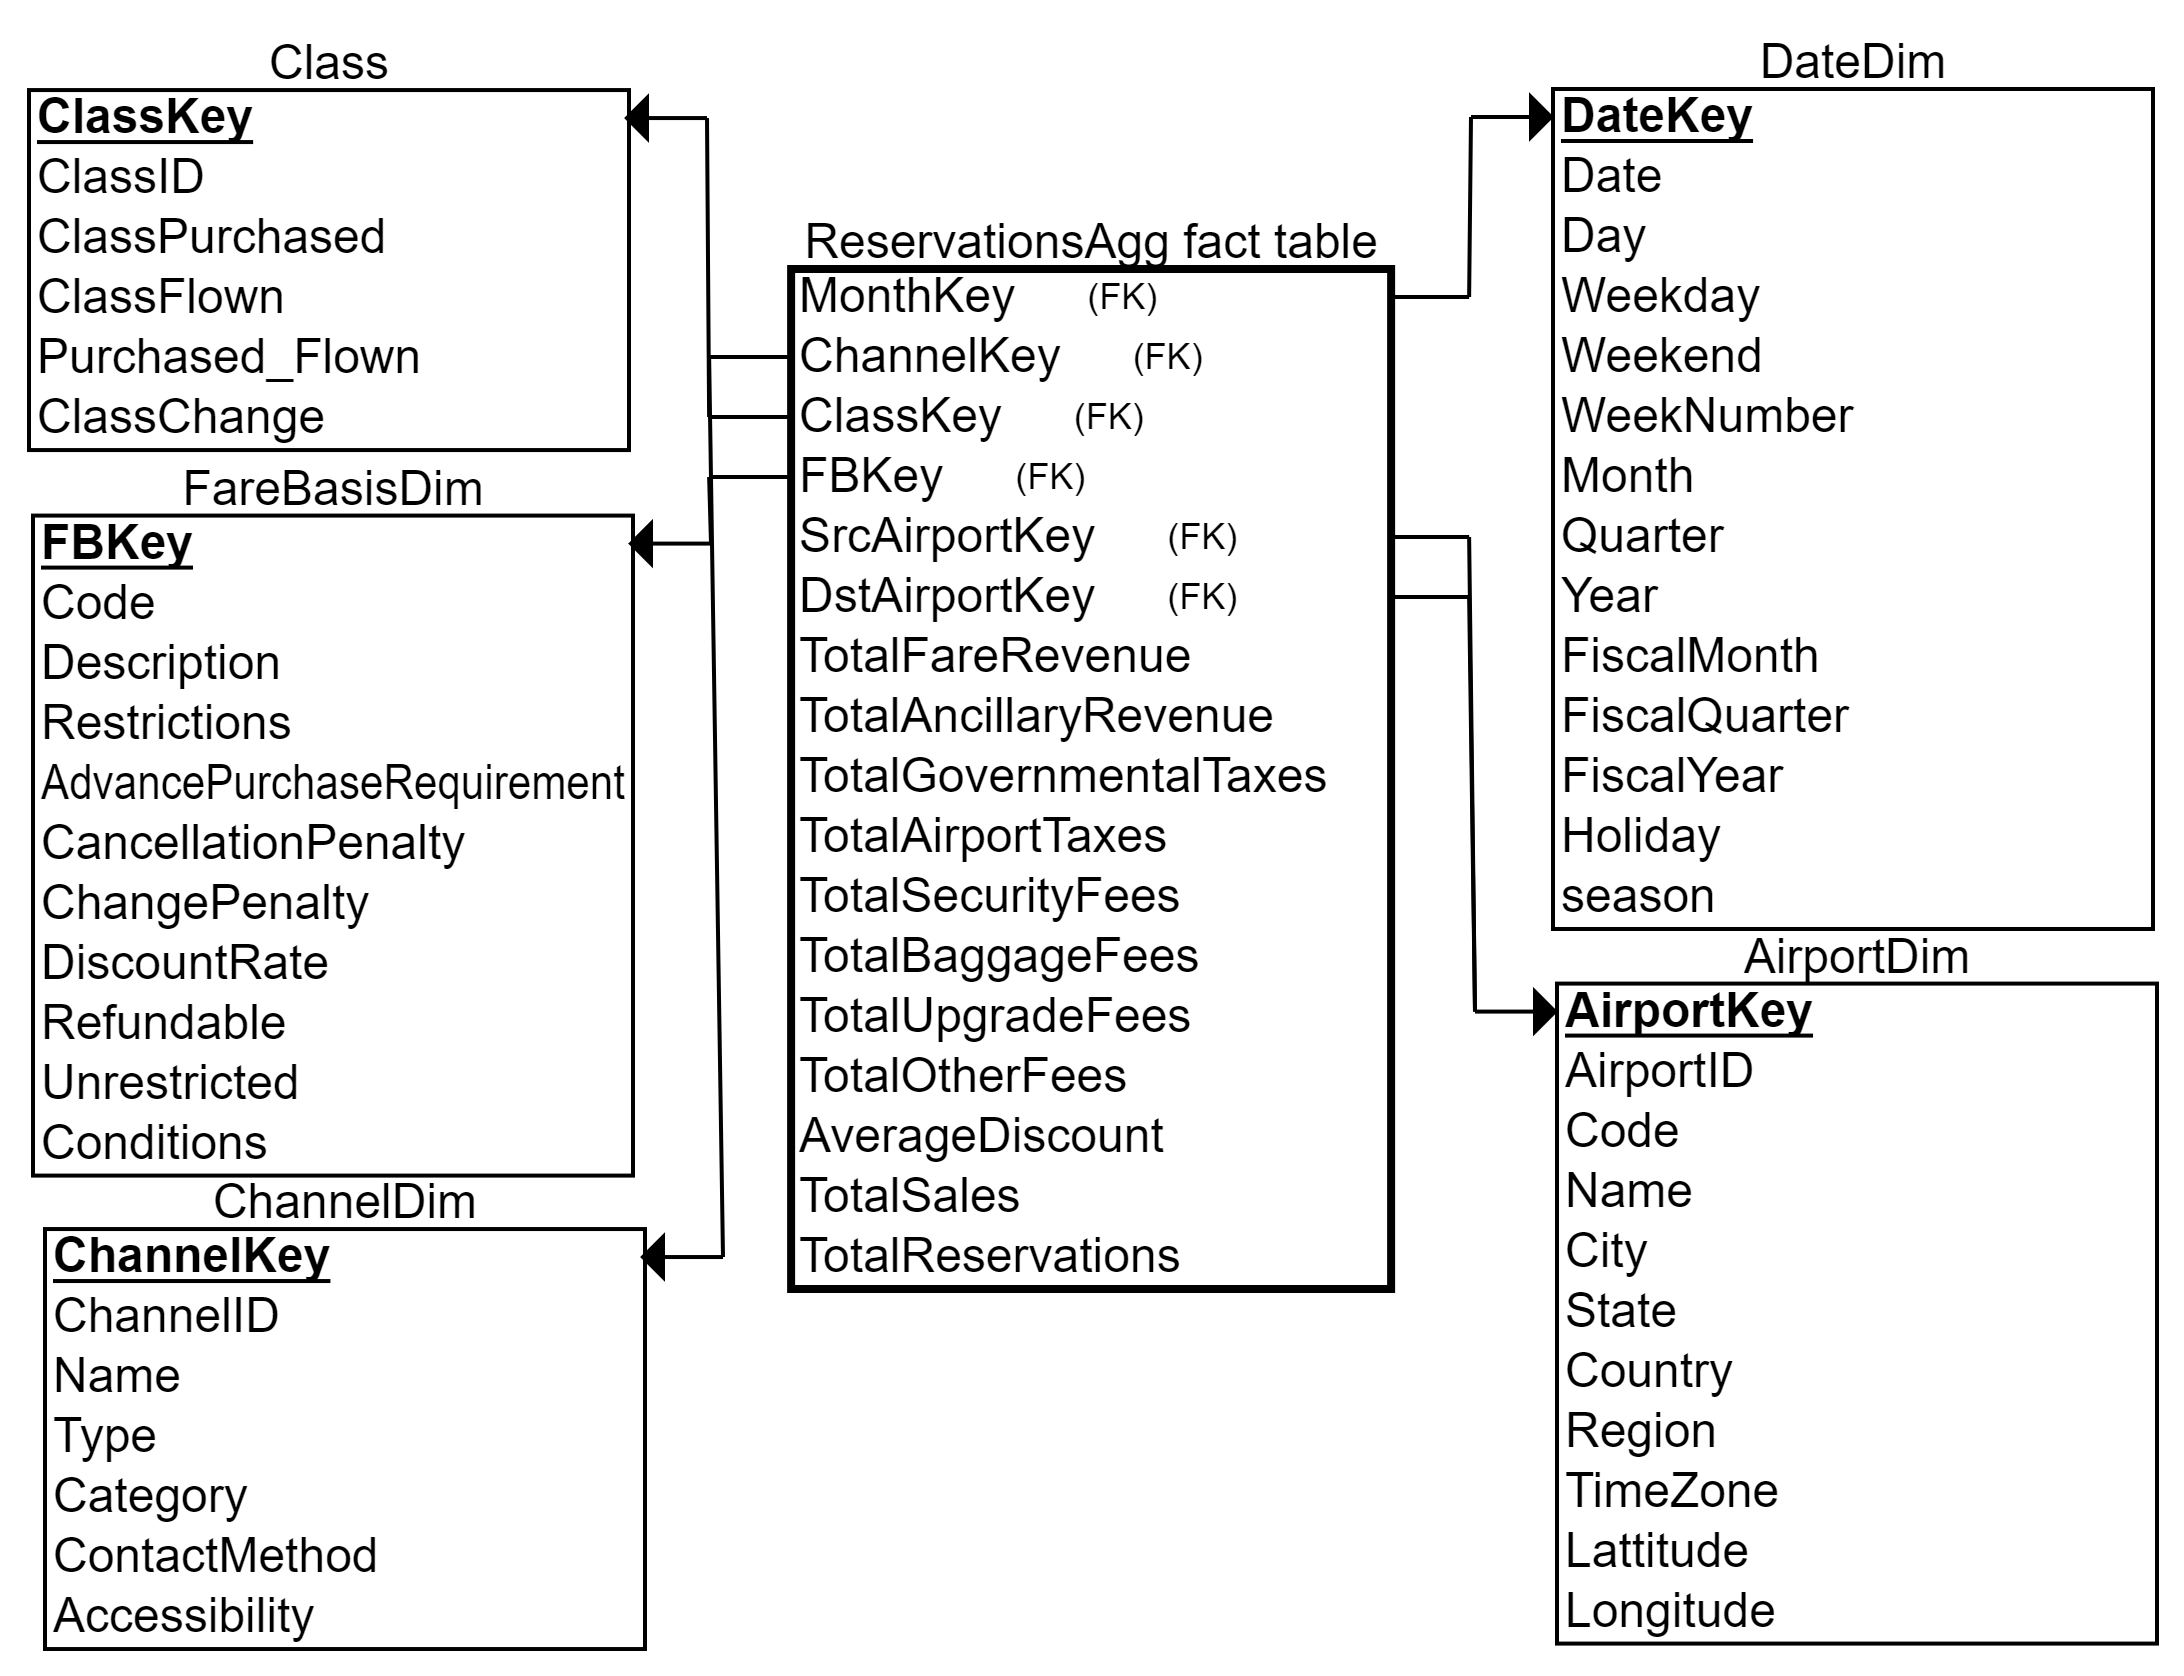 Class
ClassKey
ClassID
ClassPurchased
ClassFlown
Purchased_Flown
ClassChange
FareBasisDim
FBKey
Code
Description
Restrictions
AdvancePurchaseRequirement
CancellationPenalty
ChangePenalty
DiscountRate
Refundable
Unrestricted
Conditions
ChannelDim
ChannelKey
ChannelID
Name
Type
Category
ContactMethod
Accessibility
ReservationsAgg fact table
MonthKey (FK)
ChannelKey (FK)
ClassKey (FK)
FBKey (FK)
SrcAirportKey (FK)
DstAirportKey (FK)
TotalFareRevenue
TotalAncillaryRevenue
TotalGovernmentalTaxes
TotalAirportTaxes
TotalSecurityFees
TotalBaggageFees
TotalUpgradeFees
TotalOtherFees
AverageDiscount
TotalSales
TotalReservations
DateDim
DateKey
Date
Day
Weekday
Weekend
WeekNumber
Month
Quarter
Year
FiscalMonth
FiscalQuarter
FiscalYear
Holiday
season
AirportDim
AirportKey
AirportID
Code
Name
City
State
Country
Region
TimeZone
Lattitude
Longitude